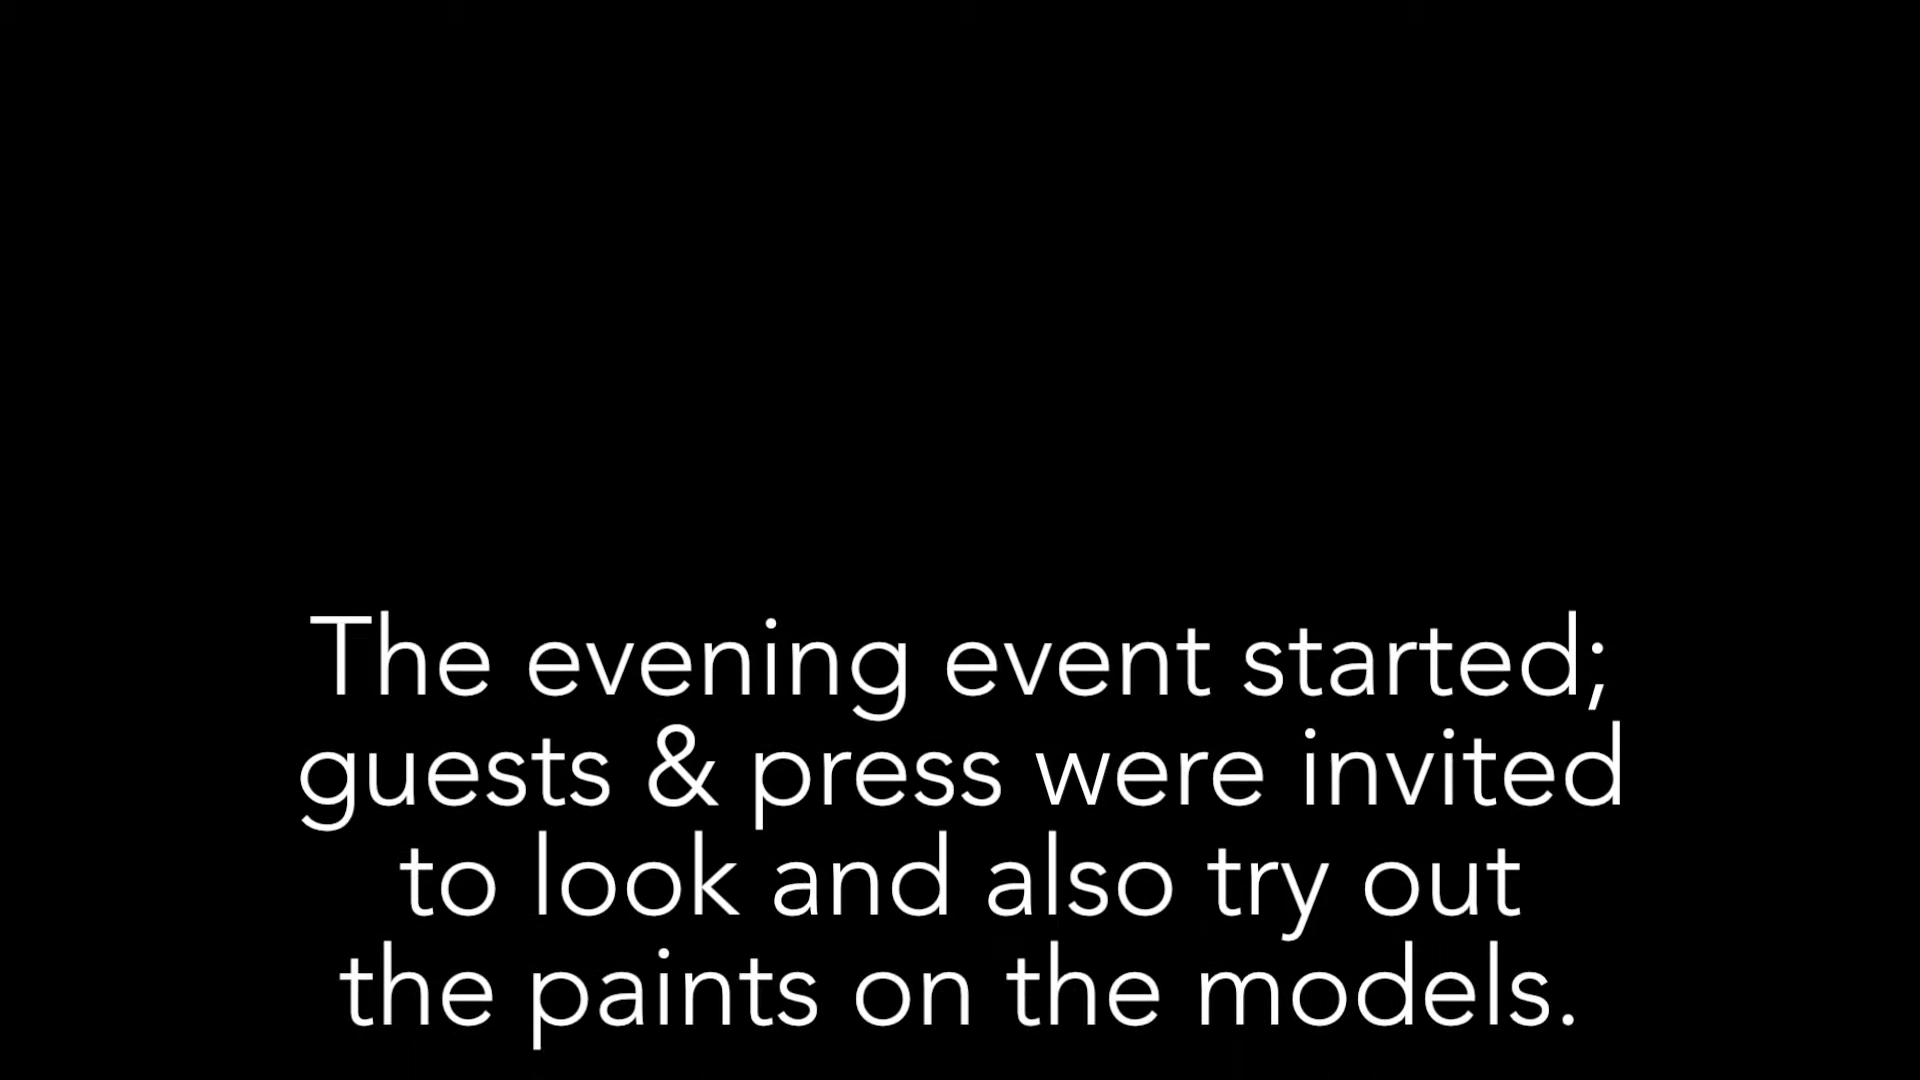 The evening event started;
guests & press were invited
to look and also try out
the paints on the models.